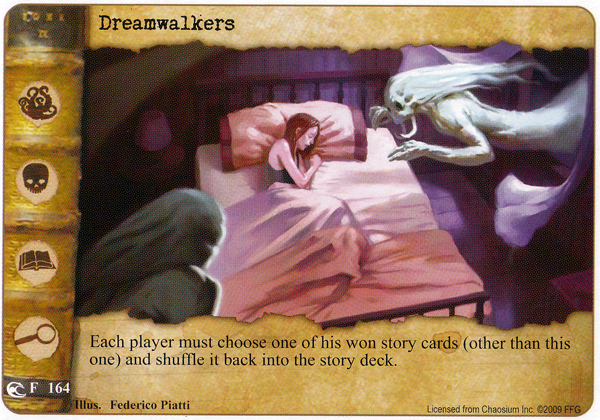 Dreamwalkers
Each player must choose one of his won story cards (other than this
one) and shuffle it back into the story deck.
F 164
Illus. Federico Piatti
Licensed from Chaosium Inc. ©2009 FFG